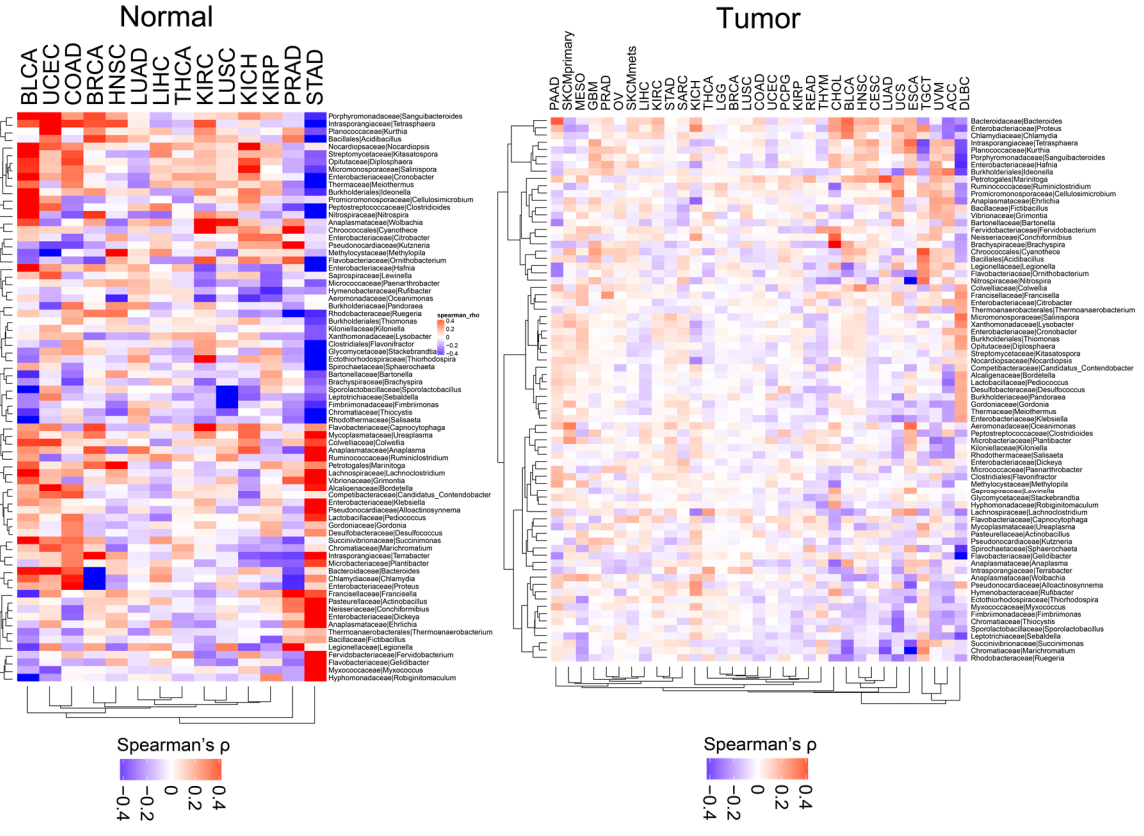 Normal
Tumor
BLCA
UCEC
COAD
BRCA
HNSC
LUAD
LIHC
THCA
KIRC
LUSC
KICH
KIRP
PRAD
STAD
Porphyromonadaceae|Sanguibacteroides
Intrasporangiaceae|Tetrasphaera
Planococcaceae|Kurthia
Bacillales|Acidibacillus
Nocardiopsaceae|Nocardiopsis
Streptomycetaceae|Kitasatospora
Opitutaceae|Diplosphaera
Micromonosporaceae|Salinispora
Enterobacteriaceae|Cronobacter
Thermaceae|Meiothermus
Burkholderiales|Ideonella
Promicromonosporaceae|Cellulosimicrobium
Peptostreptococcaceae|Clostridioides
Nitrospiraceae|Nitrospira
Anaplasmataceae|Wolbachia
Chroococcales|Cyanothece
Enterobacteriaceae|Citrobacter
Pseudonocardiaceae|Kutzneria
Methylocystaceae|Methylopila
Flavobacteriaceae|Ornithobacterium
Enterobacteriaceae|Hafnia
Saprospiraceae|Lewinella
Micrococcaceae|Paenarthrobacter
Hymenobacteraceae|Rufibacter
Aeromonadaceae|Oceanimonas
Burkholderiaceae|Pandoraea
Rhodobacteraceae|Ruegeria
Burkholderiales|Thiomonas
Kiloniellaceae|Kiloniella
Xanthomonadaceae|Lysobacter
Clostridiales|Flavonifractor
Glycomycetaceae|Stackebrandtia
Ectothiorhodospiraceae|Thiorhodospira
Spirochaetaceae|Sphaerochaeta
Bartonellaceae|Bartonella
Brachyspiraceae|Brachyspira
Sporolactobacillaceae|Sporolactobacillus
Leptotrichiaceae|Sebaldella
Fimbriimonadaceae|Fimbriimonas
Chromatiaceae|Thiocystis
Rhodothermaceae|Salisaeta
Flavobacteriaceae|Capnocytophaga
Mycoplasmataceae|Ureaplasma
Colwelliaceae|Colwellia
Anaplasmataceae|Anaplasma
Ruminococcaceae|Ruminiclostridium
Petrotogales|Marinitoga
Lachnospiraceae|Lachnoclostridium
Vibrionaceae|Grimontia
Alcaligenaceae|Bordetella
Competibacteraceae|Candidatus_Contendobacter
Enterobacteriaceae|Klebsiella
Pseudonocardiaceae|Alloactinosynnema
Lactobacillaceae|Pediococcus
Gordoniaceae|Gordonia
Desulfobacteraceae|Desulfococcus
Succinivibrionaceae|Succinimonas
Chromatiaceae|Marichromatium
Intrasporangiaceae|Terrabacter
Microbacteriaceae|Plantibacter
Bacteroidaceae|Bacteroides
Chlamydiaceae|Chlamydia
Enterobacteriaceae|Proteus
Francisellaceae|Francisella
Pasteurellaceae|Actinobacillus
Neisseriaceae|Conchiformibius
Enterobacteriaceae|Dickeya
Anaplasmataceae|Ehrlichia
Thermoanaerobacterales|Thermoanaerobacterium
Bacillaceae|Fictibacillus
Legionellaceae|Legionella
Fervidobacteriaceae|Fervidobacterium
Flavobacteriaceae|Gelidibacter
Myxococcaceae|Myxococcus
Hyphomonadaceae|Robiginitomaculum
spearman_rho
0.4
0.2
0
-0.4
Spearman's ρ
−0.4
−0.2
0
0.2
0.4
PAAD
SKCMprimary
MESO
GBM
PRAD
OV
SKCMmets
LIHC
KIRC
STAD
SARC
KICH
THCA
LGG
BRCA
LUSC
COAD
UCEC
PCPG
KIRP
READ
THYM
CHOL
BLCA
HNSC
CESC
LUAD
UCS
ESCA
TGCT
UVM
ACC
DLBC
Bacteroidaceae|Bacteroides
Enterobacteriaceae|Proteus
Chlamydiaceae|Chlamydia
Intrasporangiaceae|Tetrasphaera
Planococcaceae|Kurthia
Porphyromonadaceae|Sanguibacteroides
Enterobacteriaceae|Hafnia
Burkholderiales|Ideonella
Petrotogales|Marinitoga
Ruminococcaceae|Ruminiclostridium
Promicromonosporaceae|Cellulosimicrobium
Anaplasmataceae|Ehrlichia
Bacillaceae|Fictibacillus
Vibrionaceae|Grimontia
Bartonellaceae|Bartonella
Fervidobacteriaceae|Fervidobacterium
Neisseriaceae|Conchiformibius
Brachyspiraceae|Brachyspira
Chroococcales|Cyanothece
Bacillales|Acidibacillus
Legionellaceae|Legionella
Flavobacteriaceae|Ornithobacterium
Nitrospiraceae|Nitrospira
Colwelliaceae|Colwellia
Francisellaceae|Francisella
Enterobacteriaceae|Citrobacter
Thermoanaerobacterales|Thermoanaerobacterium
Micromonosporaceae|Salinispora
Xanthomonadaceae|Lysobacter
Enterobacteriaceae|Cronobacter
Burkholderiales|Thiomonas
Opitutaceae|Diplosphaera
Streptomycetaceae|Kitasatospora
Nocardiopsaceae|Nocardiopsis
Competibacteraceae|Candidatus_Contendobacter
Alcaligenaceae|Bordetella
Lactobacillaceae|Pediococcus
Desulfobacteraceae|Desulfococcus
Burkholderiaceae|Pandoraea
Gordoniaceae|Gordonia
Thermaceae|Meiothermus
Enterobacteriaceae|Klebsiella
Aeromonadaceae|Oceanimonas
Peptostreptococcaceae|Clostridioides
Microbacteriaceae|Plantibacter
Kiloniellaceae|Kiloniella
Rhodothermaceae|Salisaeta
Enterobacteriaceae|Dickeya
Micrococcaceae|Paenarthrobacter
Clostridiales|Flavonifractor
Methylocystaceae|Methylopila
Saprospiraceae|Lewinella
Glycomycetaceae|Stackebrandtia
Hyphomonadaceae|Robiginitomaculum
Lachnospiraceae|Lachnoclostridium
Flavobacteriaceae|Capnocytophaga
Mycoplasmataceae|Ureaplasma
Pasteurellaceae|Actinobacillus
Pseudonocardiaceae|Kutzneria
Spirochaetaceae|Sphaerochaeta
Flavobacteriaceae|Gelidibacter
Anaplasmataceae|Anaplasma
Intrasporangiaceae|Terrabacter
Anaplasmataceae|Wolbachia
Pseudonocardiaceae|Alloactinosynnema
Hymenobacteraceae|Rufibacter
Ectothiorhodospiraceae|Thiorhodospira
Myxococcaceae|Myxococcus
Fimbriimonadaceae|Fimbriimonas
Chromatiaceae|Thiocystis
Sporolactobacillaceae|Sporolactobacillus
Leptotrichiaceae|Sebaldella
Succinivibrionaceae|Succinimonas
Chromatiaceae|Marichromatium
Rhodobacteraceae|Ruegeria
Spearman's ρ
−0.4
−0.2
0
0.2
0.4